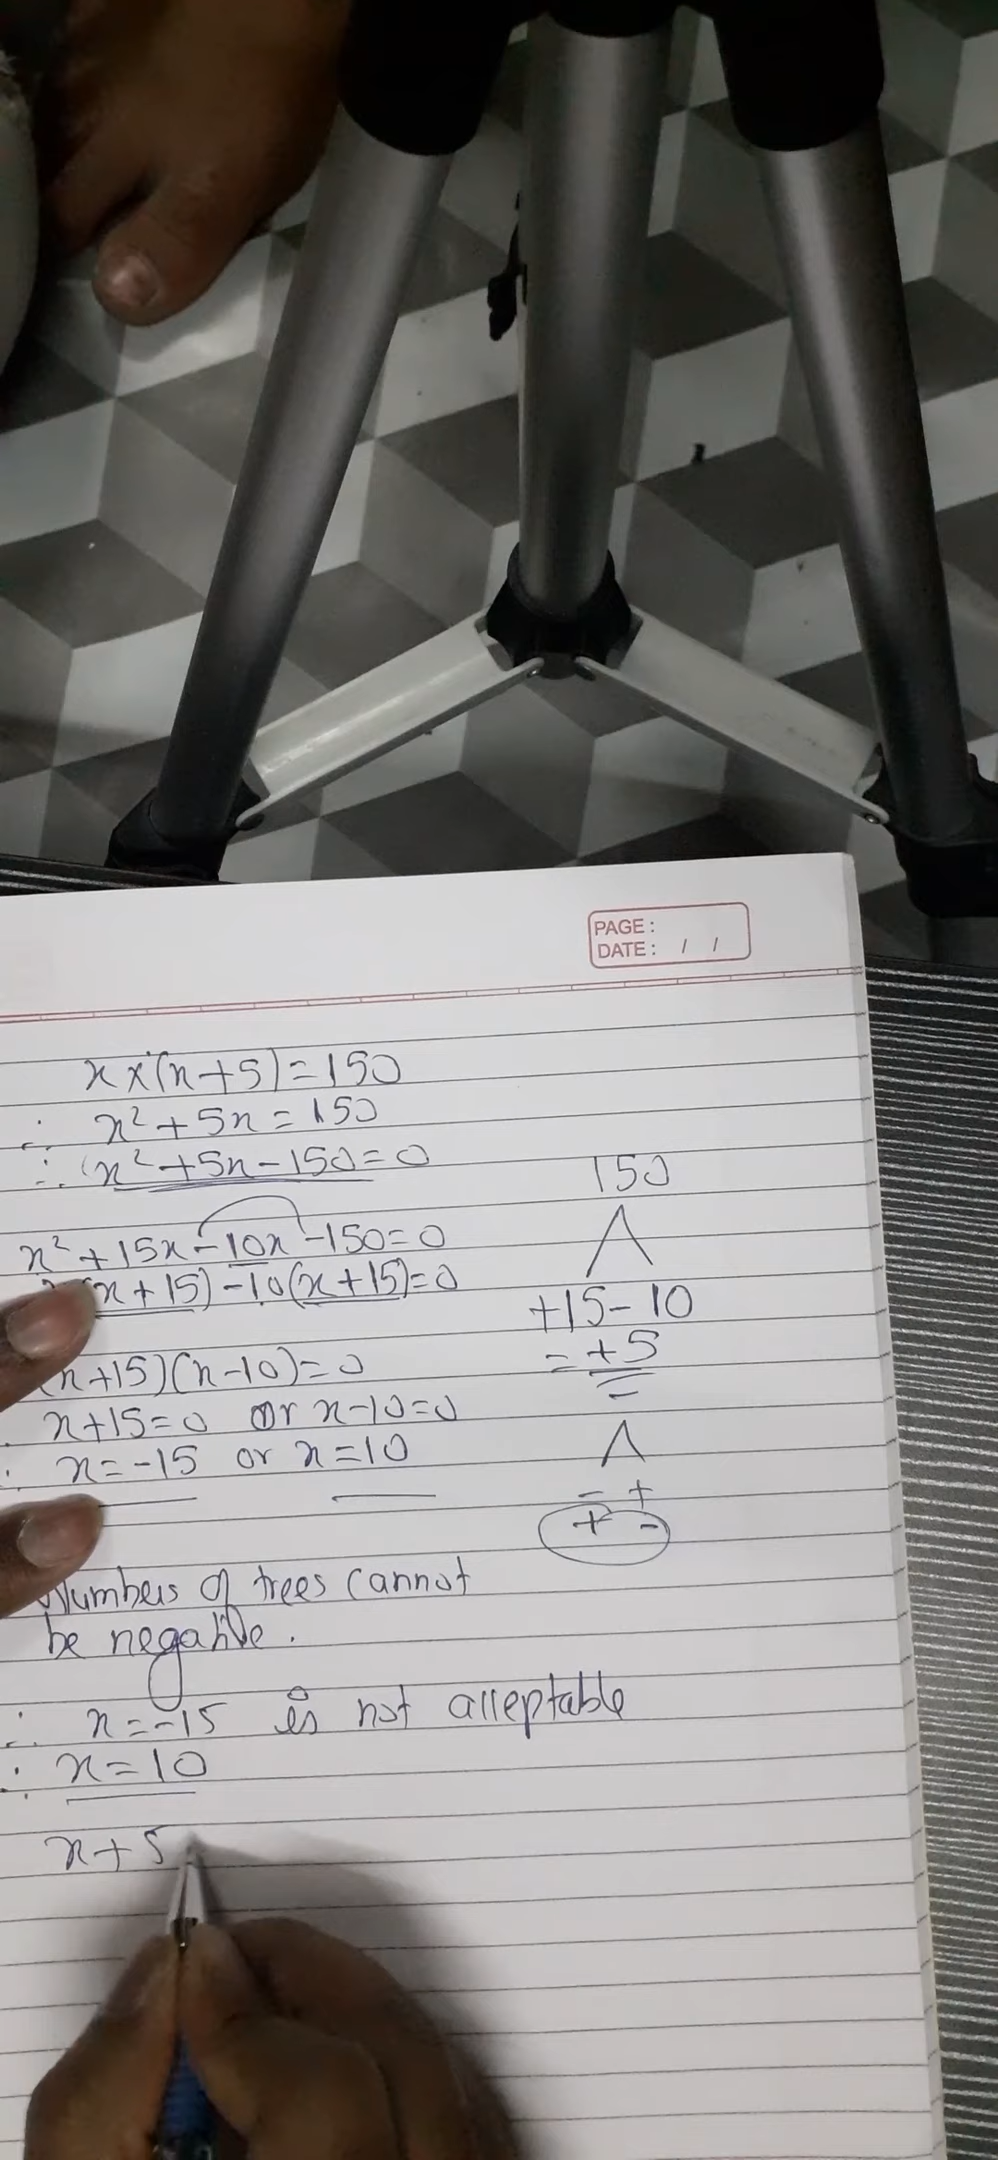 PAGE :
DATE : / /
x×(x+5)=150
∴ x²+5x=150
∴ x²+5x-150=0
150
x²+15x-10x-150=0
(x+15)-10(x+15)=0
+15-10
=+5
(x+15)(x-10)=0
x+15=0 or x-10=0
x=-15 or x=10
- +
+ -
Numbers of trees cannot
be negative.
∴ x=-15 is not acceptable
∴ x=10
x+5